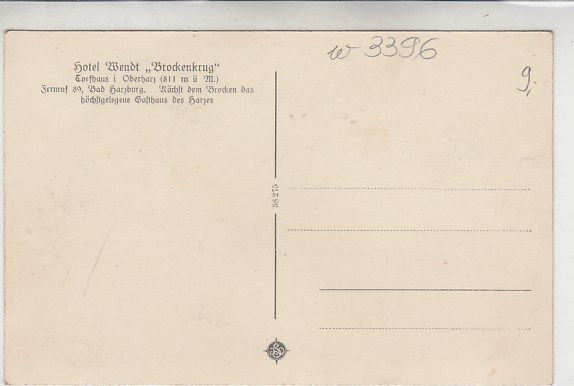 w 3396
9,-
Hotel Wendt „Brockenkrug"
Torfhaus i Oberharz (811 m ü M.)
Fernruf 89, Bad Harzburg. Nächst dem Brocken das
höchstgelegene Gasthaus des Harzes
38275